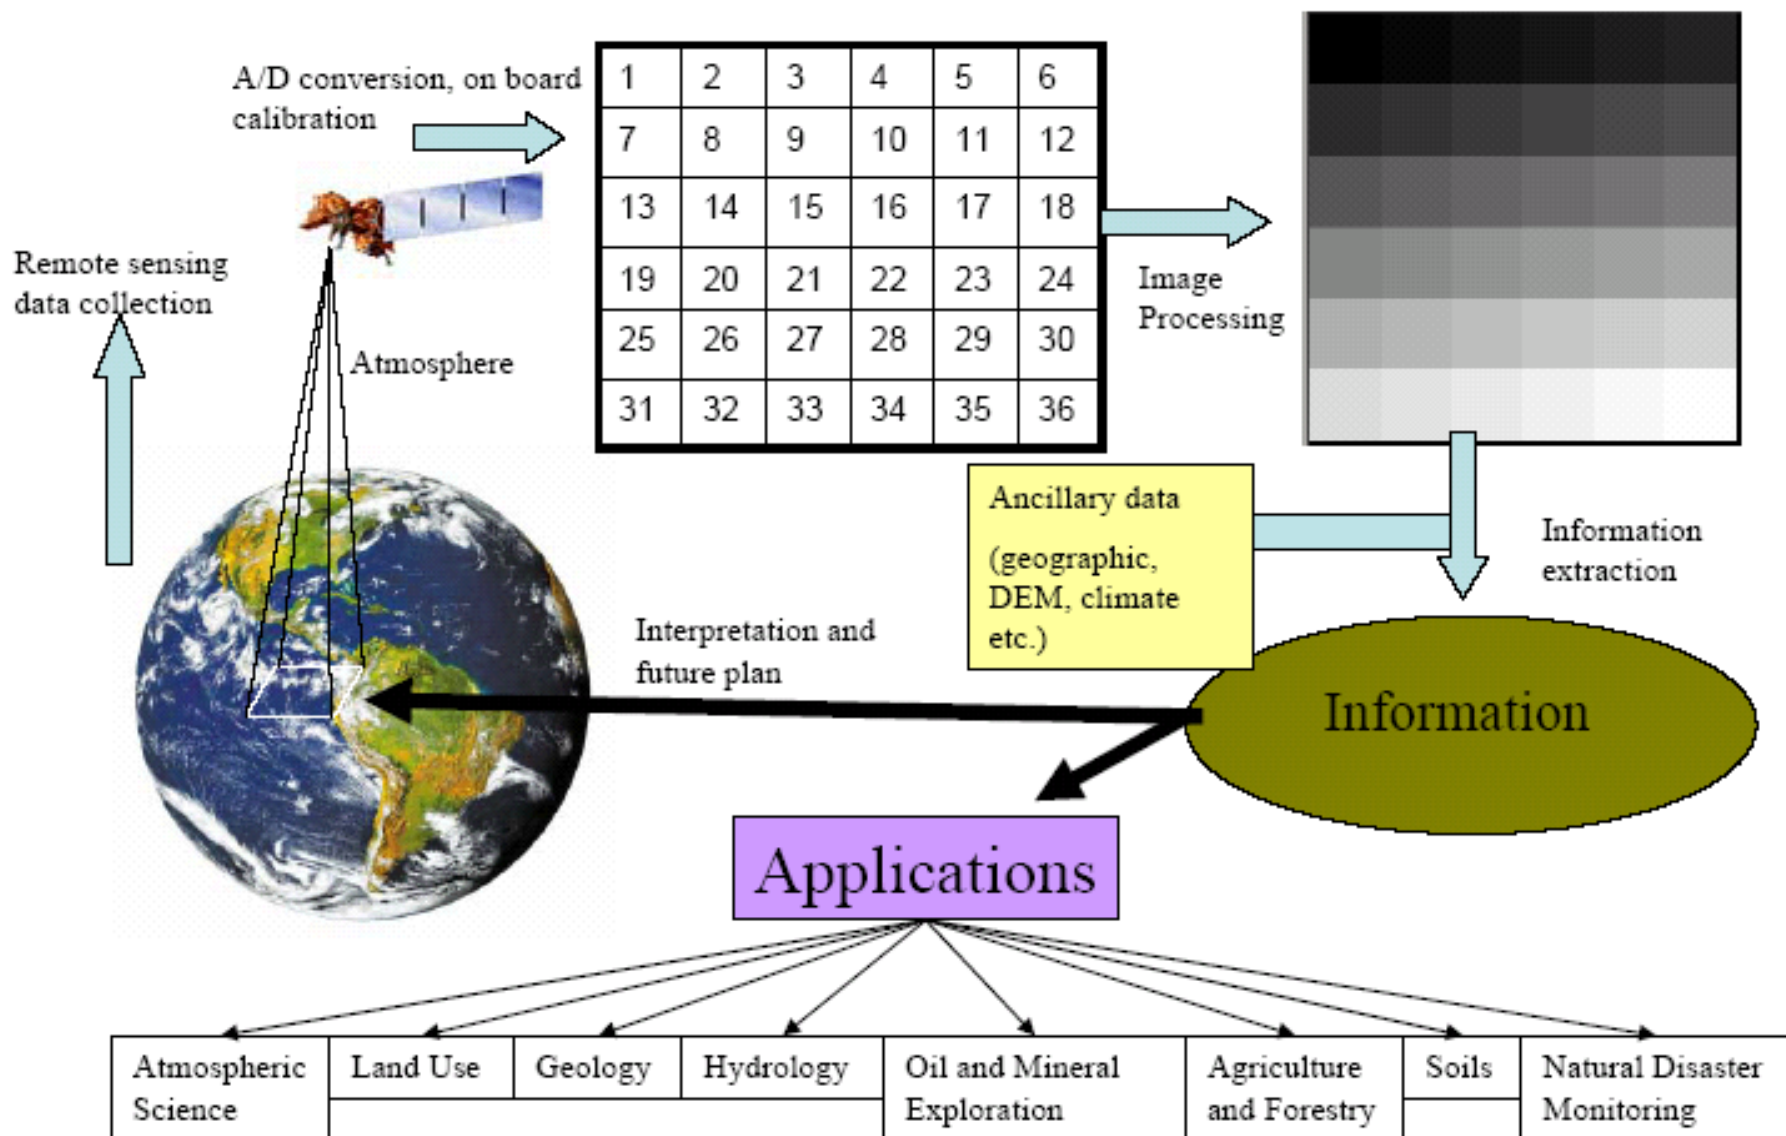 A/D conversion, on board
calibration
1 2 3 4 5 6
7 8 9 10 11 12
13 14 15 16 17 18
19 20 21 22 23 24
25 26 27 28 29 30
31 32 33 34 35 36
Remote sensing
data collection
Atmosphere
Image
Processing
Ancillary data
(geographic,
DEM, climate
etc.)
Information
extraction
Interpretation and
future plan
Information
Applications
Atmospheric
Science
Land Use
Geology
Hydrology
Oil and Mineral
Exploration
Agriculture
and Forestry
Soils
Natural Disaster
Monitoring